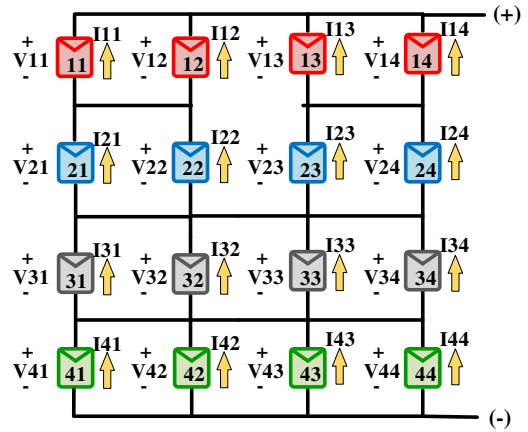 (+)
+ I11 + I12 + I13 + I14
V11 11 V12 12 V13 13 V14 14
- - - -
+ I21 + I22 + I23 + I24
V21 21 V22 22 V23 23 V24 24
- - - -
+ I31 + I32 + I33 + I34
V31 31 V32 32 V33 33 V34 34
- - - -
+ I41 + I42 + I43 + I44
V41 41 V42 42 V43 43 V44 44
- - - -
(-)